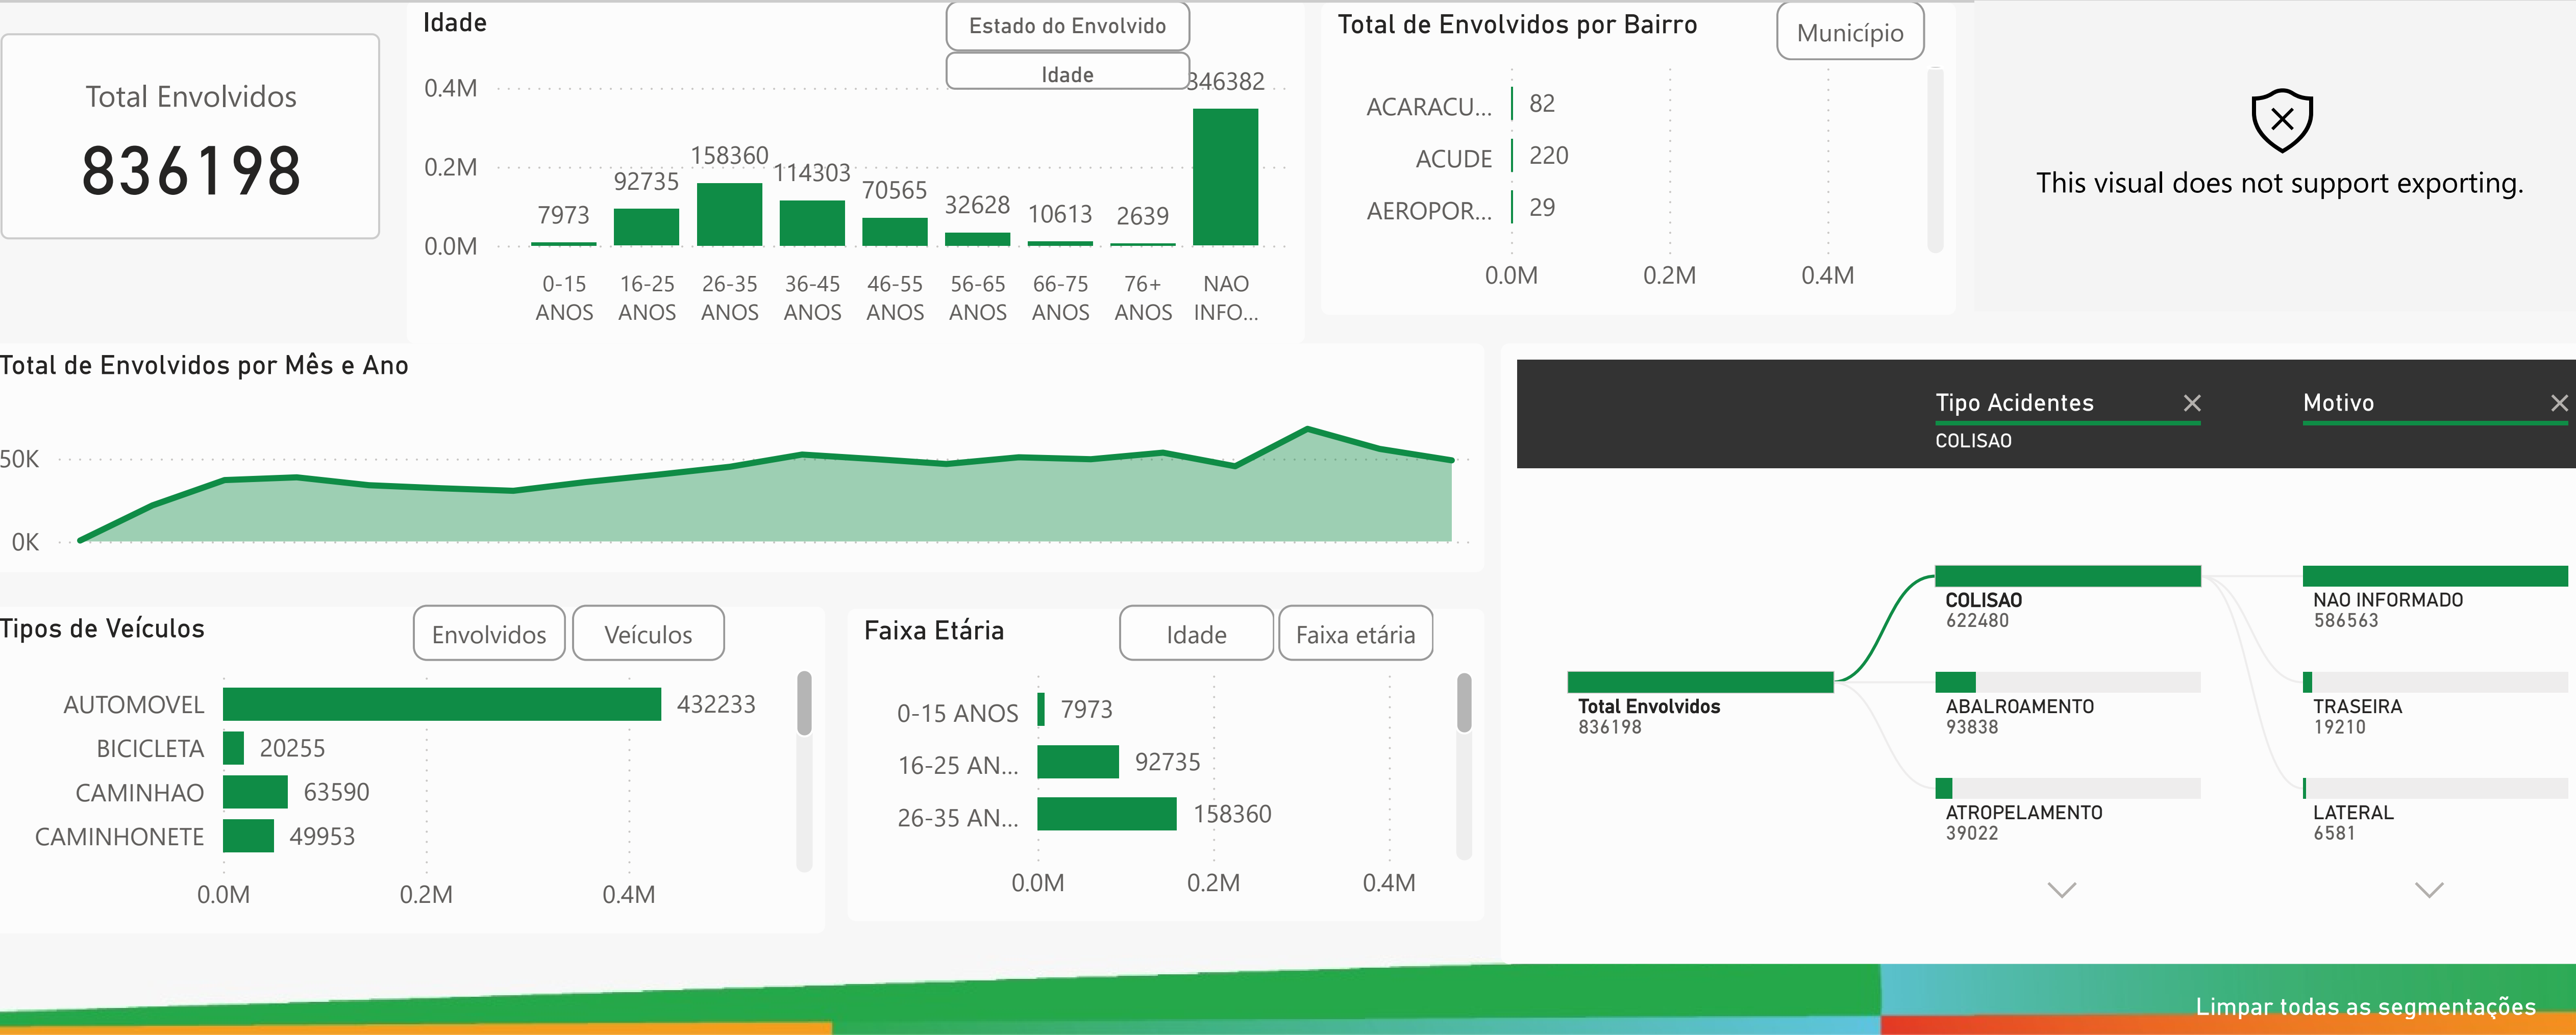 Total Envolvidos
836198
Idade
Estado do Envolvido
Idade
0.4M
0.2M
0.0M
7973
92735
158360
114303
70565
32628
10613
2639
346382
0-15 ANOS
16-25 ANOS
26-35 ANOS
36-45 ANOS
46-55 ANOS
56-65 ANOS
66-75 ANOS
76+ ANOS
NAO INFO...
Total de Envolvidos por Bairro
Município
ACARACU... 82
ACUDE 220
AEROPOR... 29
0.0M 0.2M 0.4M
This visual does not support exporting.
Total de Envolvidos por Mês e Ano
50K
0K
Tipos de Veículos
Envolvidos
Veículos
AUTOMOVEL 432233
BICICLETA 20255
CAMINHAO 63590
CAMINHONETE 49953
0.0M 0.2M 0.4M
Faixa Etária
Idade
Faixa etária
0-15 ANOS 7973
16-25 AN... 92735
26-35 AN... 158360
0.0M 0.2M 0.4M
Tipo Acidentes
COLISAO
Motivo
Total Envolvidos
836198
COLISAO
622480
ABALROAMENTO
93838
ATROPELAMENTO
39022
NAO INFORMADO
586563
TRASEIRA
19210
LATERAL
6581
Limpar todas as segmentações